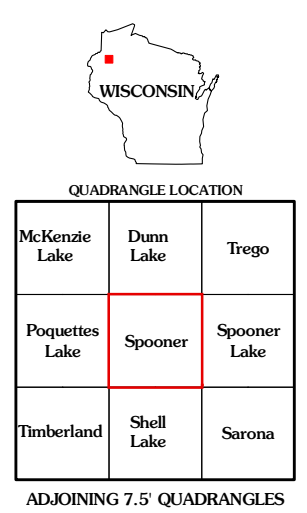 WISCONSIN
QUADRANGLE LOCATION
McKenzie
Lake
Dunn
Lake
Trego
Poquettes
Lake
Spooner
Spooner
Lake
Timberland
Shell
Lake
Sarona
ADJOINING 7.5' QUADRANGLES